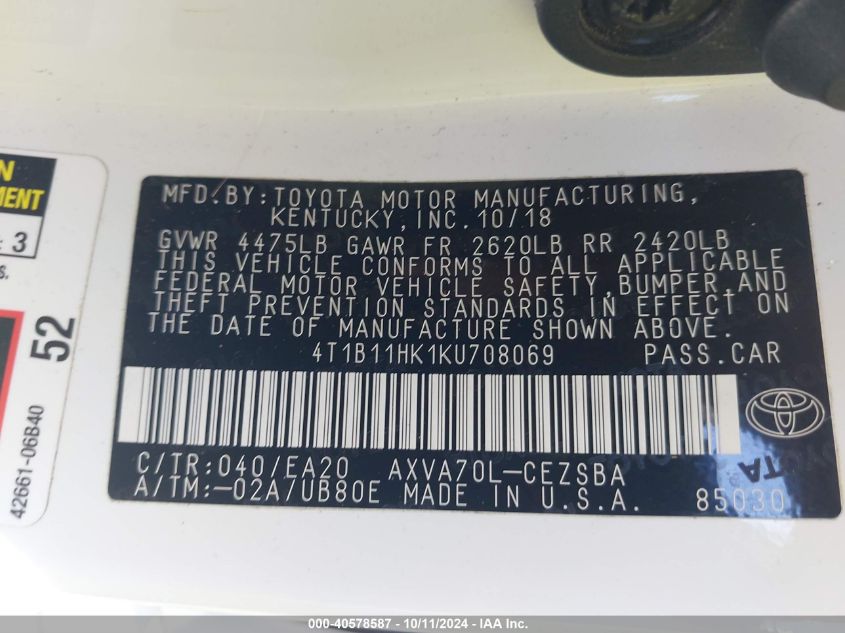 N
MENT
: 3
s.
52
42661-06B40
MFD.BY:TOYOTA MOTOR MANUFACTURING,
KENTUCKY,INC.10/18
GVWR 4475LB GAWR FR 2620LB RR 2420LB
THIS VEHICLE CONFORMS TO ALL APPLICABLE
FEDERAL MOTOR VEHICLE SAFETY,BUMPER,AND
THEFT PREVENTION STANDARDS IN EFFECT ON
THE DATE OF MANUFACTURE SHOWN ABOVE.
4T1B11HK1KU708069 PASS.CAR
C/TR:040/EA20 AXVA70L-CEZSBA
A/TM:-02A/UB80E MADE IN U.S.A. 85030
000-40578587 - 10/11/2024 - IAA Inc.